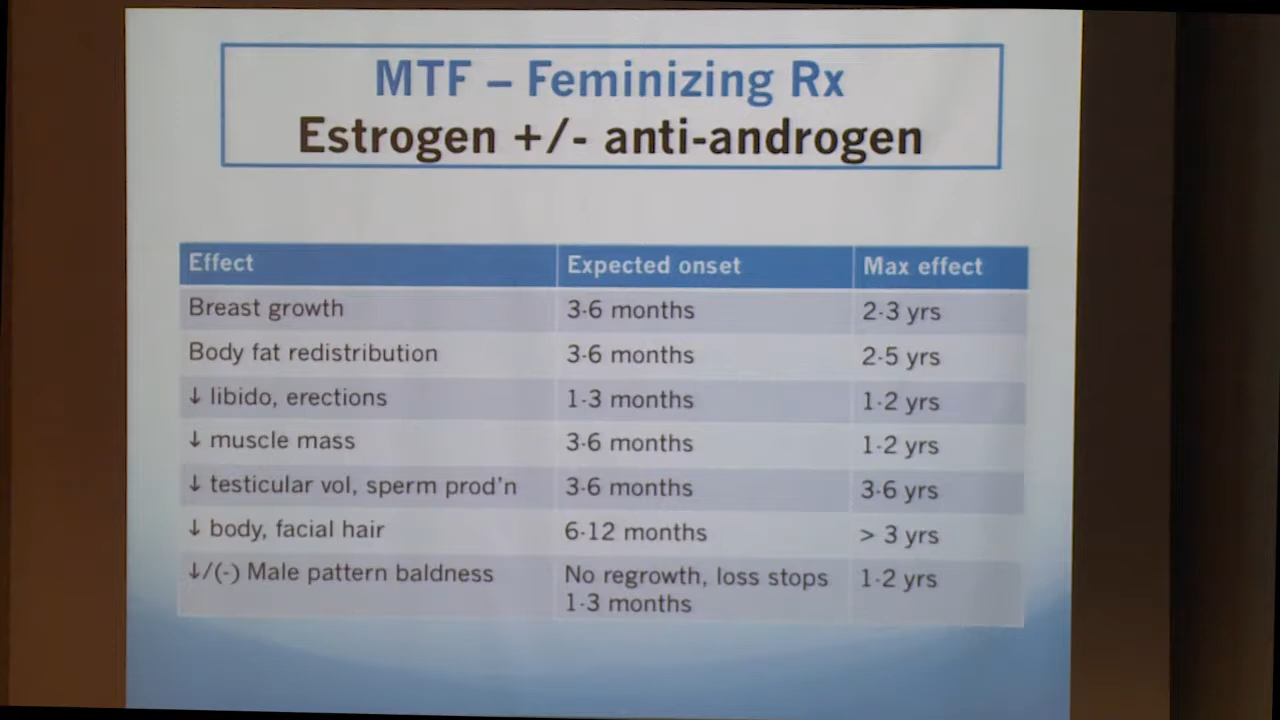 MTF – Feminizing Rx
Estrogen +/- anti-androgen
Effect Expected onset Max effect
Breast growth 3-6 months 2-3 yrs
Body fat redistribution 3-6 months 2-5 yrs
↓ libido, erections 1-3 months 1-2 yrs
↓ muscle mass 3-6 months 1-2 yrs
↓ testicular vol, sperm prod'n 3-6 months 3-6 yrs
↓ body, facial hair 6-12 months > 3 yrs
↓/(-) Male pattern baldness No regrowth, loss stops 1-2 yrs
1-3 months